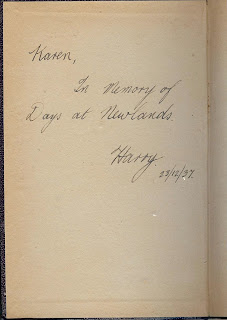 Karen,
In Memory of
Days at Newlands.
Harry.
23/12/37.